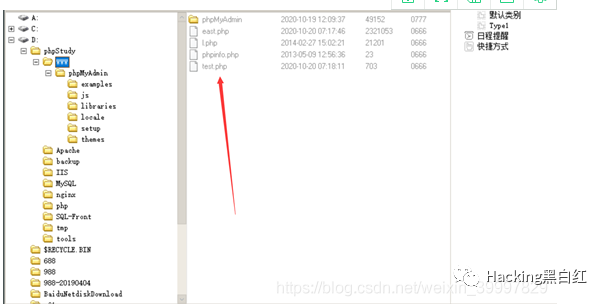 A:
C:
D:
phpStudy
WWW
phpMyAdmin
examples
js
libraries
locale
setup
themes
Apache
backup
IIS
MySQL
nginx
php
SQL-Front
tmp
tools
$RECYCLE.BIN
688
988
988-20190404
BaiduNetdiskDownload
phpMyAdmin 2020-10-19 12:09:37 49152 0777
east.php 2020-10-20 07:17:46 2321053 0666
l.php 2014-02-27 15:02:21 21201 0666
phpinfo.php 2013-05-09 12:56:36 23 0666
test.php 2020-10-20 07:18:11 703 0666
默认类别
Type1
日程提醒
快捷方式
Hacking黑白红
https://blog.csdn.net/weixin_39997829